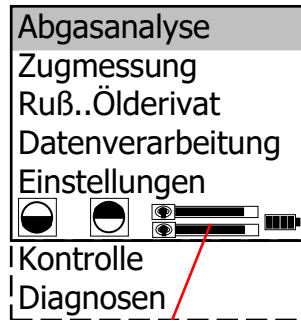 Abgasanalyse
Zugmessung
Ruß..Ölderivat
Datenverarbeitung
Einstellungen
Kontrolle
Diagnosen